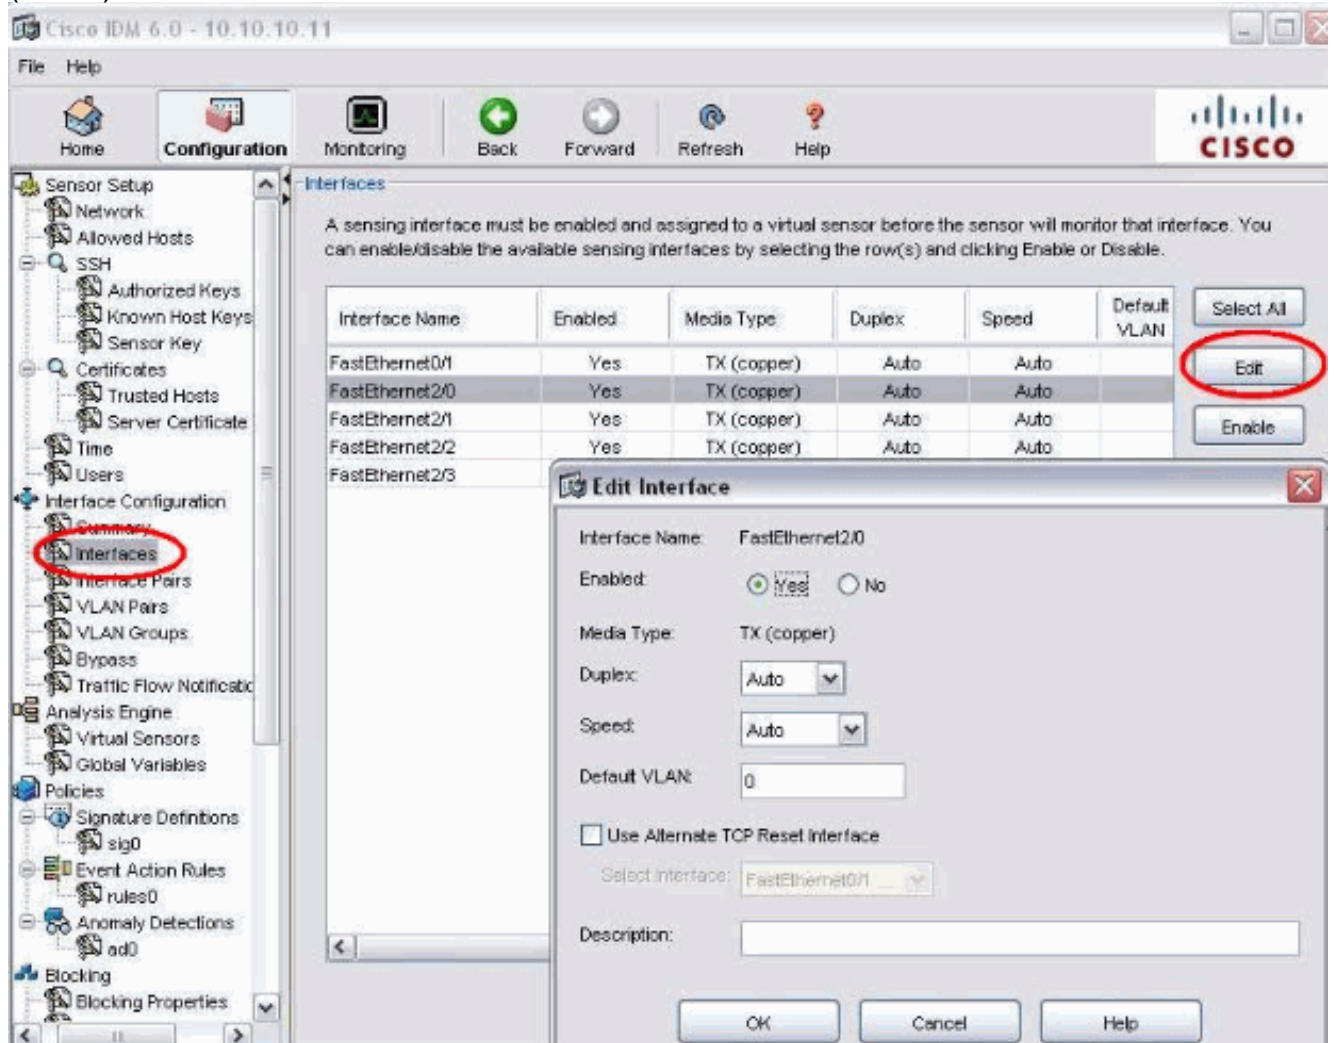 Cisco IDM 6.0 - 10.10.10.11
File Help
Home Configuration Monitoring Back Forward Refresh Help
CISCO
Sensor Setup
Network
Allowed Hosts
SSH
Authorized Keys
Known Host Keys
Sensor Key
Certificates
Trusted Hosts
Server Certificate
Time
Users
Interface Configuration
Summary
Interfaces
Interface Pairs
VLAN Pairs
VLAN Groups
Bypass
Traffic Flow Notificatic
Analysis Engine
Virtual Sensors
Global Variables
Policies
Signature Definitions
sig0
Event Action Rules
rules0
Anomaly Detections
ad0
Blocking
Blocking Properties
Interfaces
A sensing interface must be enabled and assigned to a virtual sensor before the sensor will monitor that interface. You
can enable/disable the available sensing interfaces by selecting the row(s) and clicking Enable or Disable.
Interface Name Enabled Media Type Duplex Speed Default
VLAN
FastEthernet0/1 Yes TX (copper) Auto Auto
FastEthernet2/0 Yes TX (copper) Auto Auto
FastEthernet2/1 Yes TX (copper) Auto Auto
FastEthernet2/2 Yes TX (copper) Auto Auto
FastEthernet2/3
Select All
Edit
Enable
Edit Interface
Interface Name: FastEthernet2/0
Enabled: Yes No
Media Type: TX (copper)
Duplex: Auto
Speed: Auto
Default VLAN: 0
Use Alternate TCP Reset Interface
Select Interface: FastEthernet0/1
Description:
OK Cancel Help